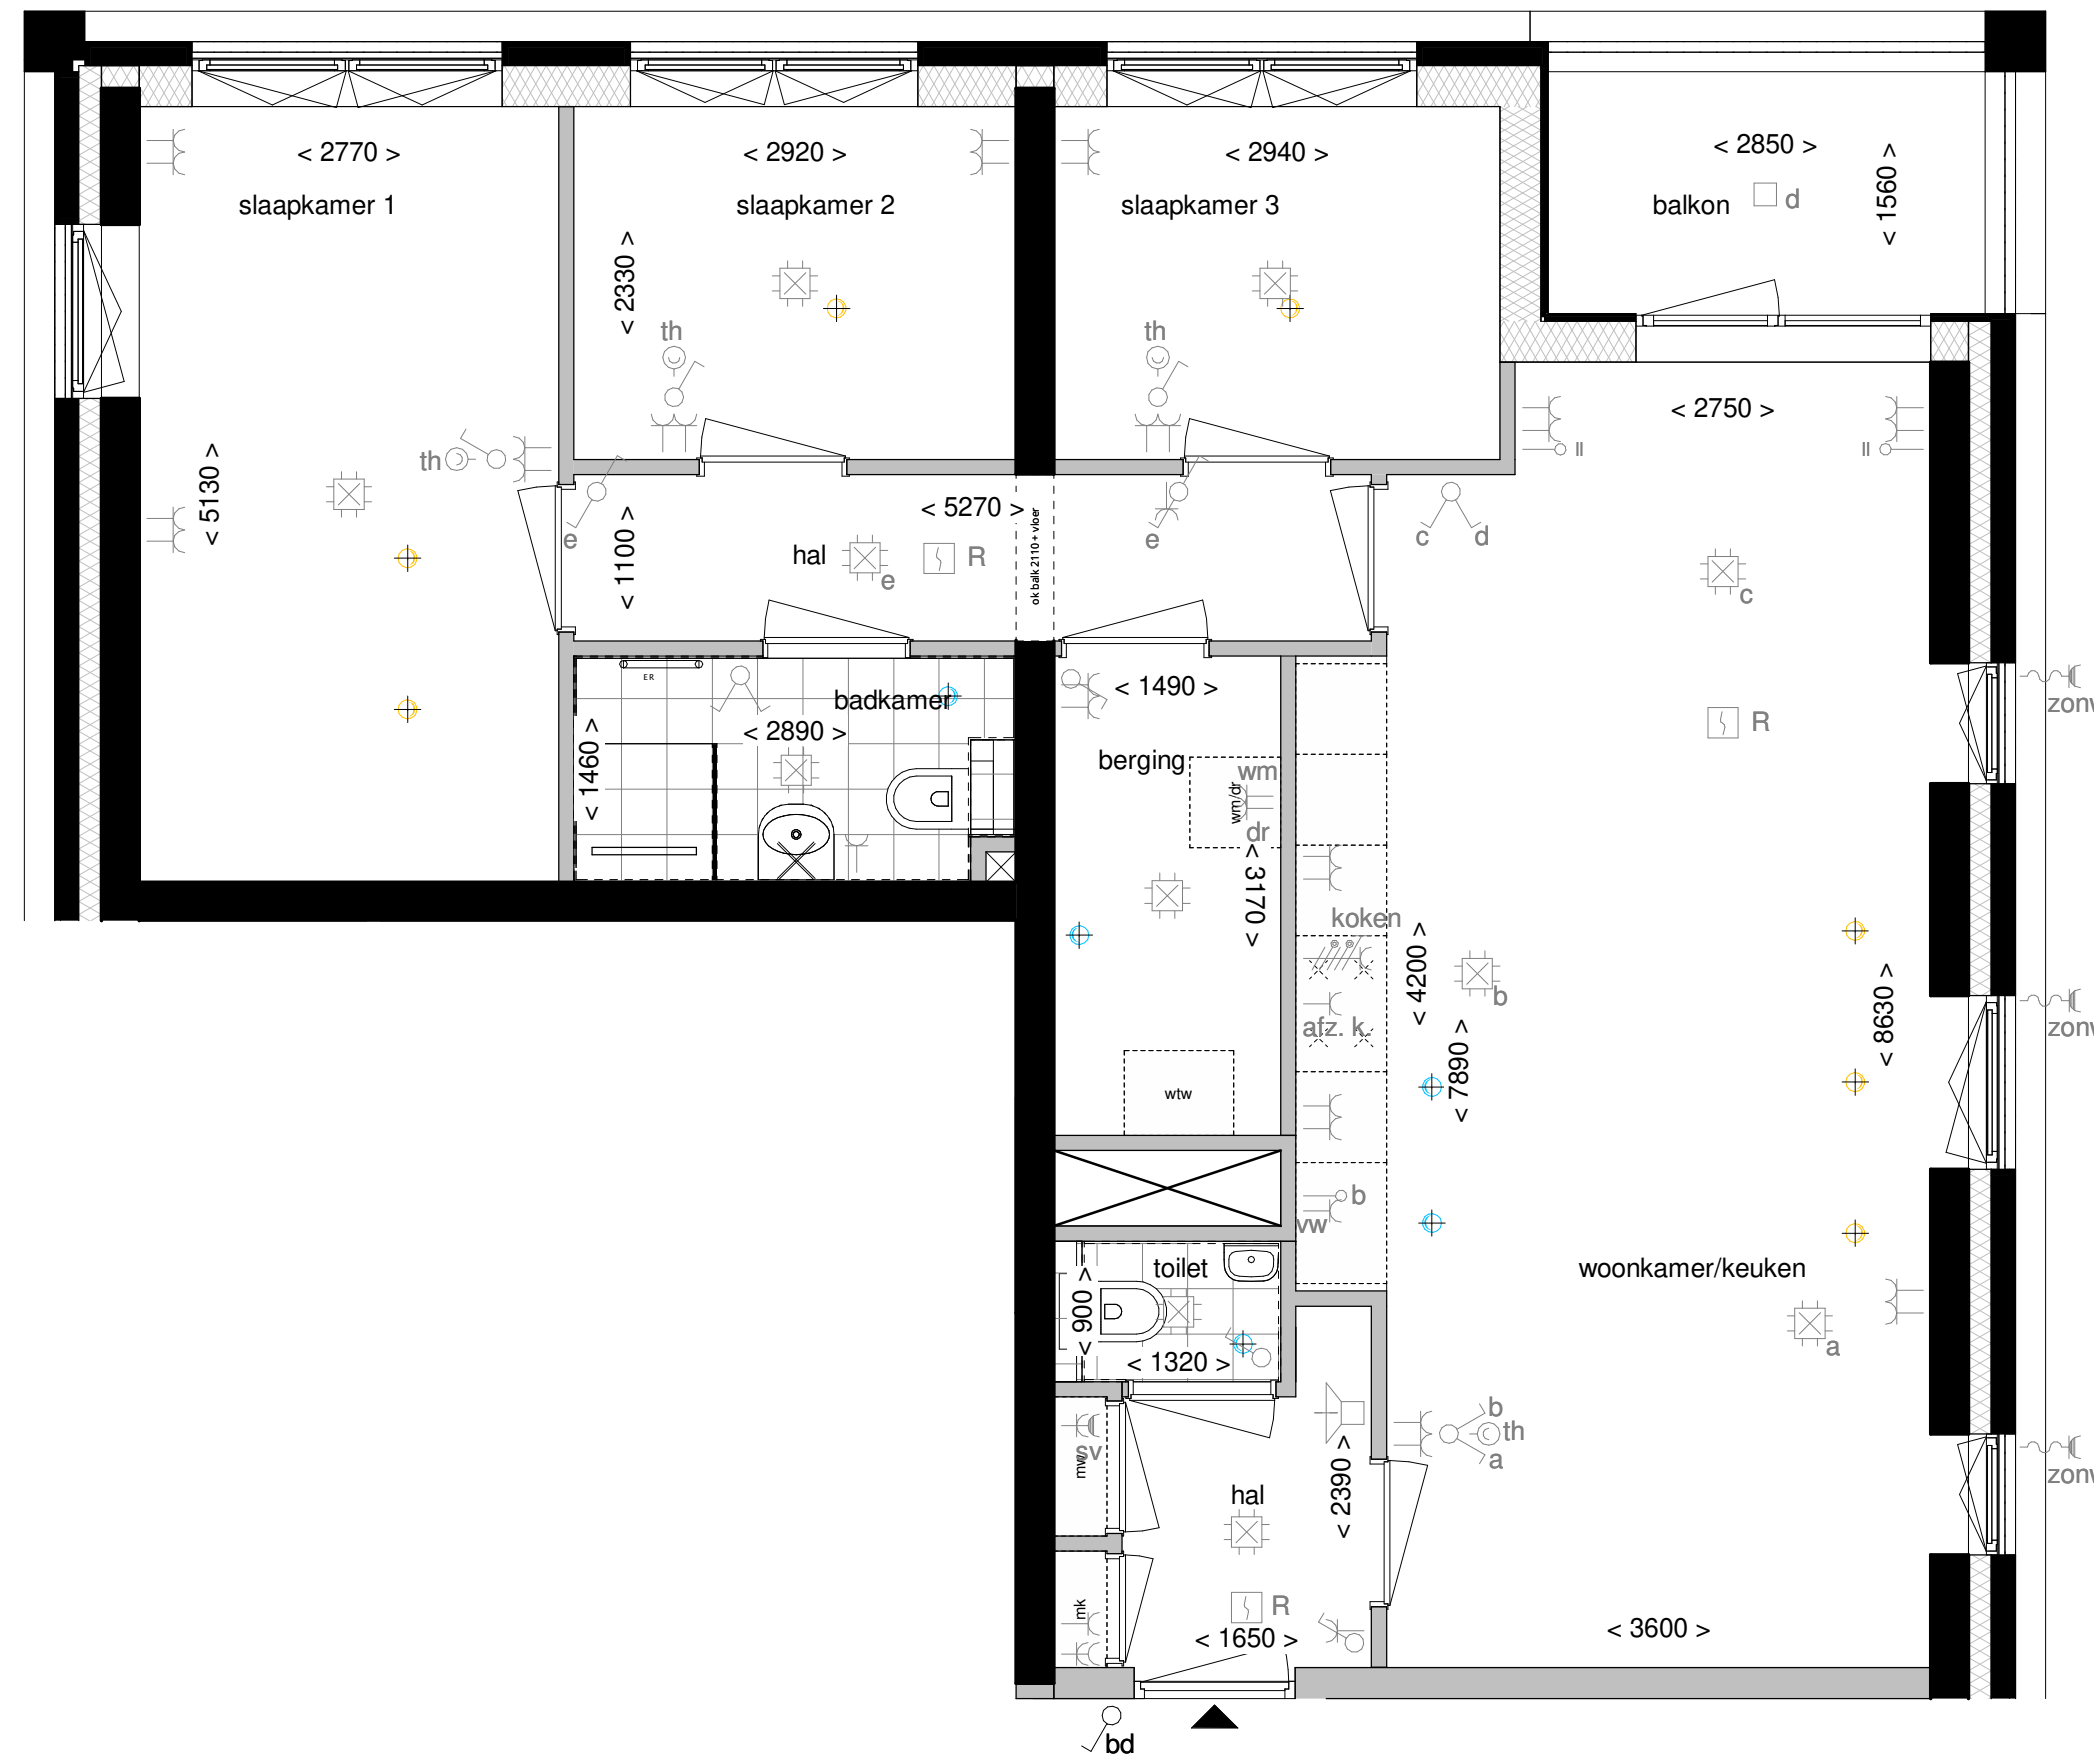 < 2770 >
< 2920 >
< 2940 >
< 2850 >
< 1560 >
slaapkamer 1
slaapkamer 2
slaapkamer 3
balkon
d
< 2330 >
th
th
< 2750 >
th
< 5130 >
e
< 1100 >
hal
e
R
< 5270 >
ok balk 2110 + vloer
e
c
d
c
ER
badkamer
< 2890 >
< 1460 >
< 1490 >
berging
wm
wm/dr
dr
< 3170 >
R
zonw
koken
afz. k.
< 4200 >
b
< 7890 >
< 8630 >
zonw
wtw
b
vw
toilet
< 900 >
< 1320 >
woonkamer/keuken
a
b
th
a
sv
mw
< 2390 >
hal
zonw
mk
R
< 1650 >
< 3600 >
bd